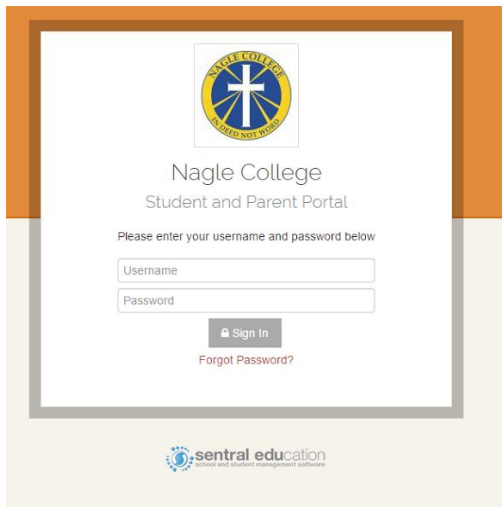 NAGLE COLLEGE
IN DEED NOT WORD
Nagle College
Student and Parent Portal
Please enter your username and password below
Username
Password
Sign In
Forgot Password?
sentral education
school and student management software